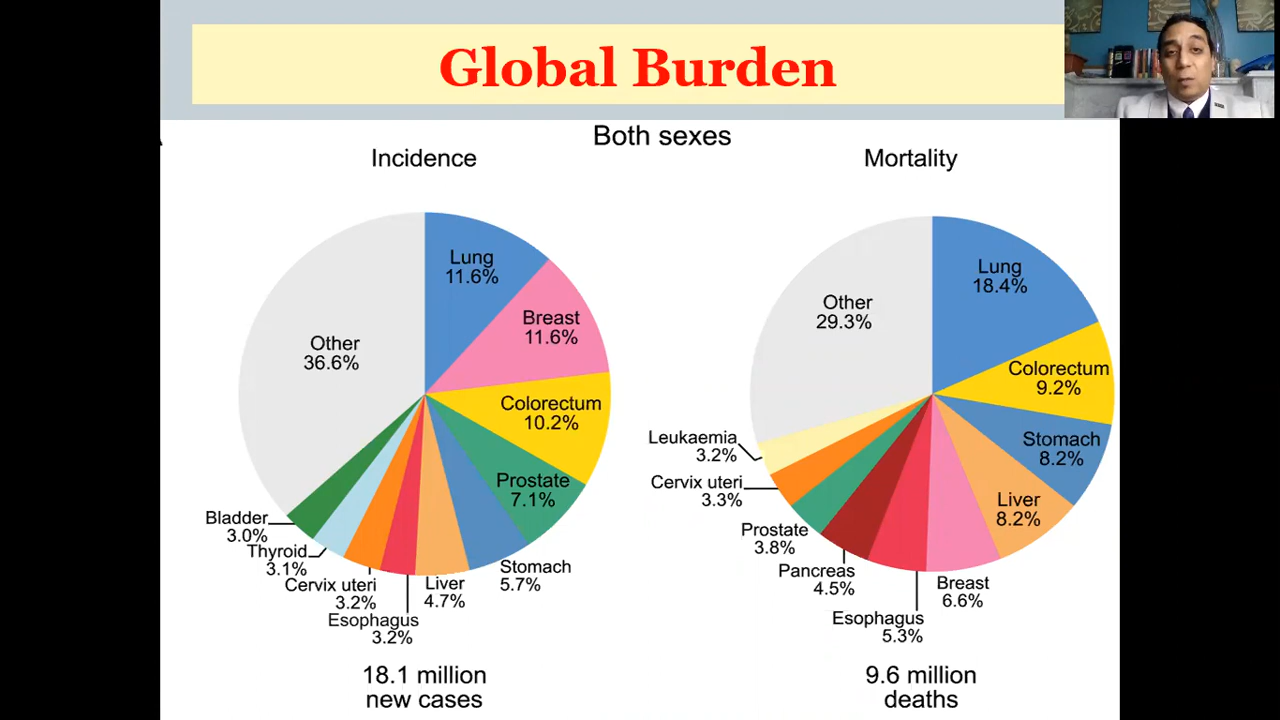 Global Burden
Both sexes
Incidence
Lung
11.6%
Breast
11.6%
Colorectum
10.2%
Prostate
7.1%
Stomach
5.7%
Liver
4.7%
Esophagus
3.2%
Cervix uteri
3.2%
Thyroid
3.1%
Bladder
3.0%
Other
36.6%
18.1 million
new cases
Mortality
Lung
18.4%
Colorectum
9.2%
Stomach
8.2%
Liver
8.2%
Breast
6.6%
Esophagus
5.3%
Pancreas
4.5%
Prostate
3.8%
Cervix uteri
3.3%
Leukaemia
3.2%
Other
29.3%
9.6 million
deaths